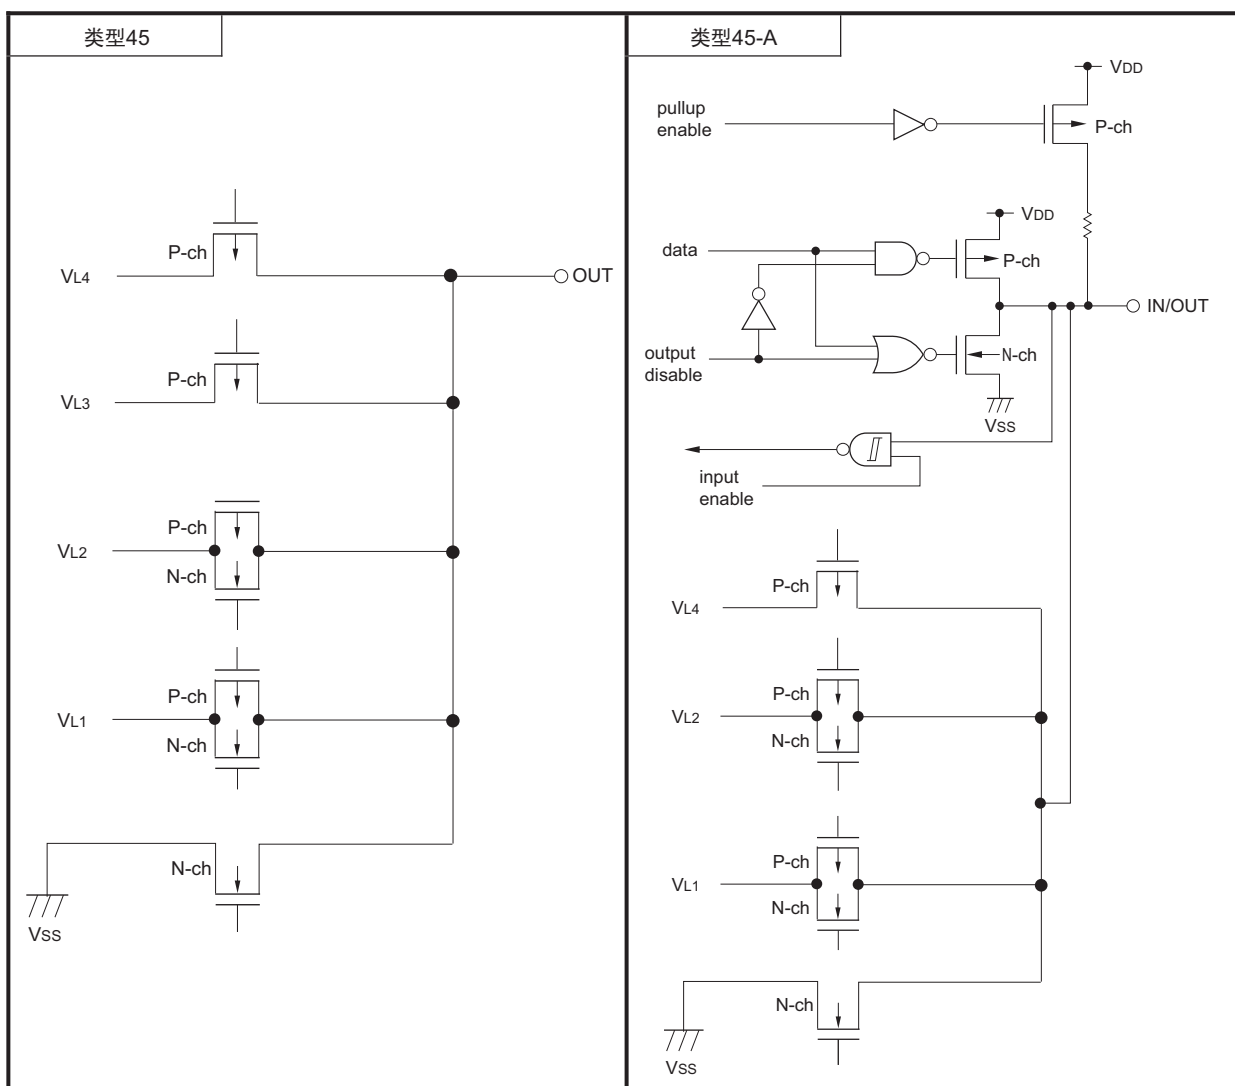 类型45
P-ch
VL4
OUT
P-ch
VL3
P-ch
VL2
N-ch
P-ch
VL1
N-ch
N-ch
VSS
类型45-A
VDD
pullup
enable
P-ch
VDD
data
P-ch
IN/OUT
output
disable
N-ch
VSS
input
enable
P-ch
VL4
P-ch
VL2
N-ch
P-ch
VL1
N-ch
N-ch
VSS